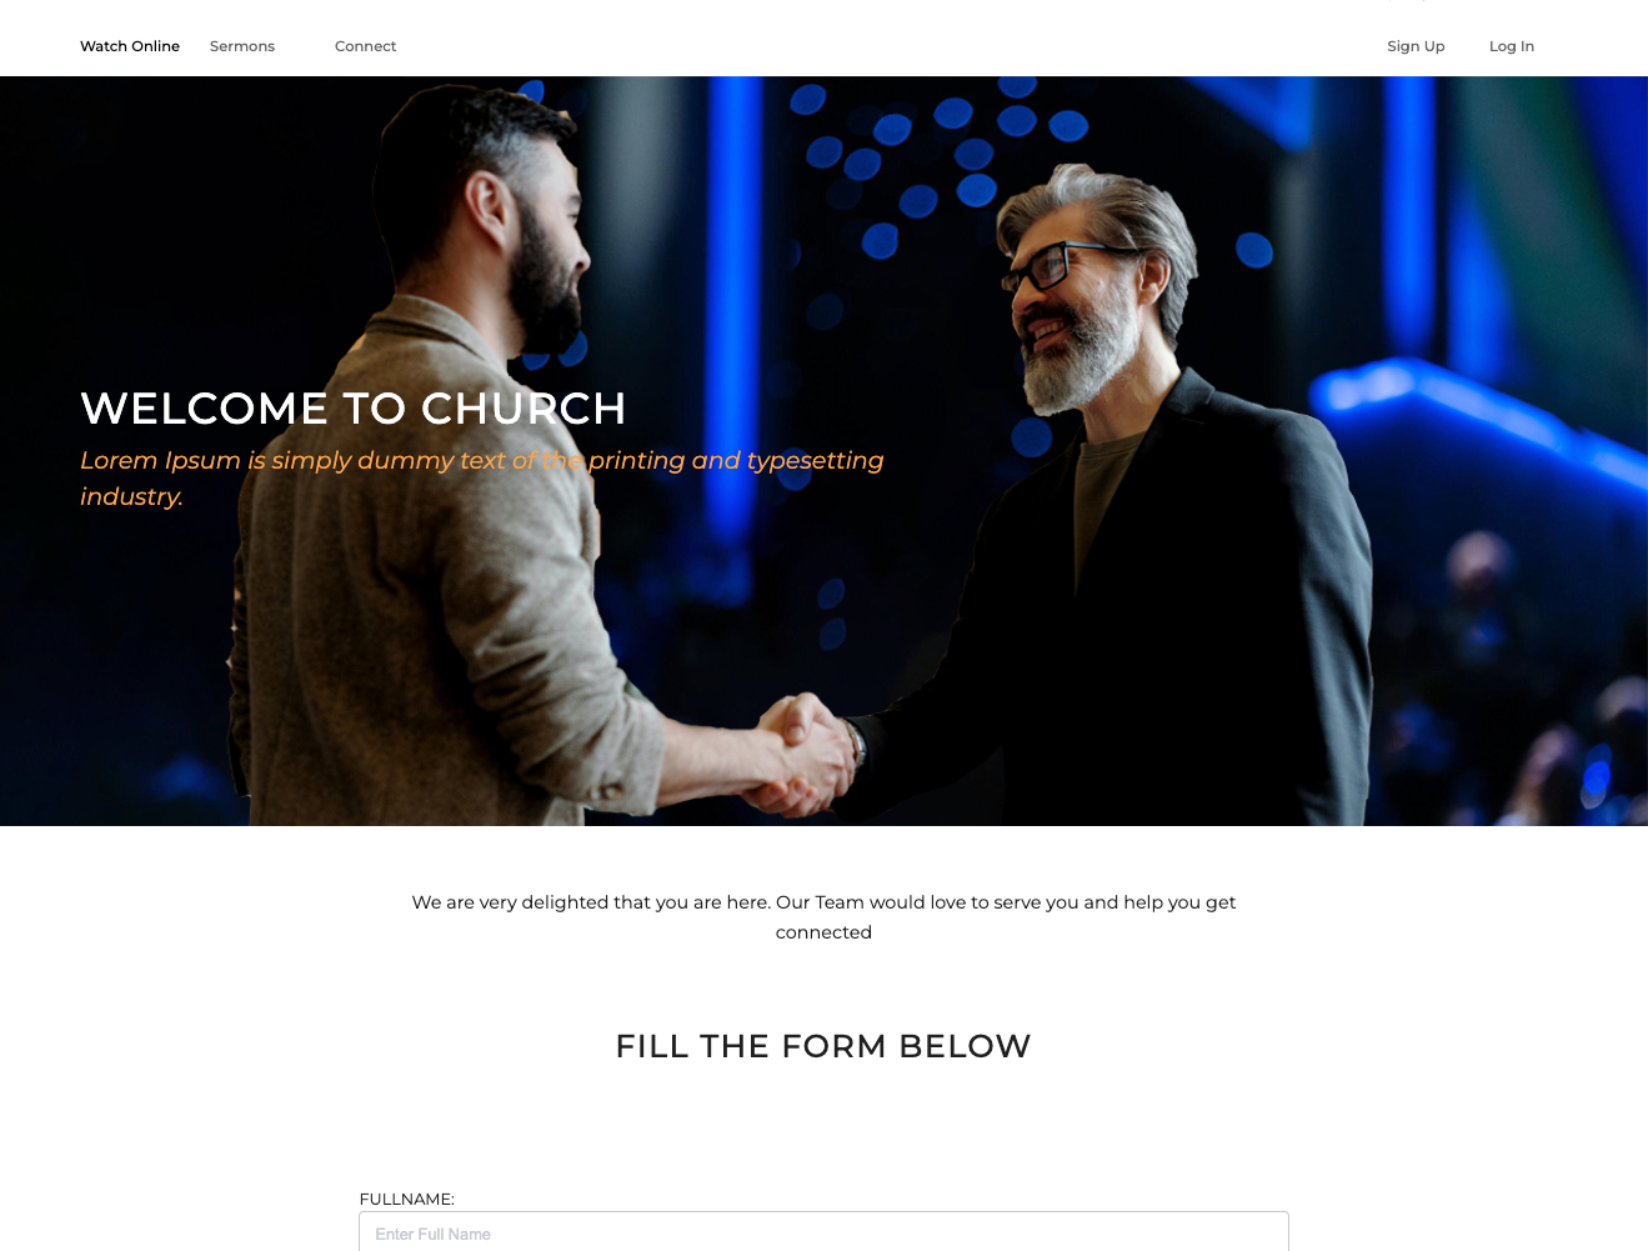 Watch Online Sermons Connect Sign Up Log In
WELCOME TO CHURCH
Lorem Ipsum is simply dummy text of the printing and typesetting
industry.
We are very delighted that you are here. Our Team would love to serve you and help you get
connected
FILL THE FORM BELOW
FULLNAME:
Enter Full Name